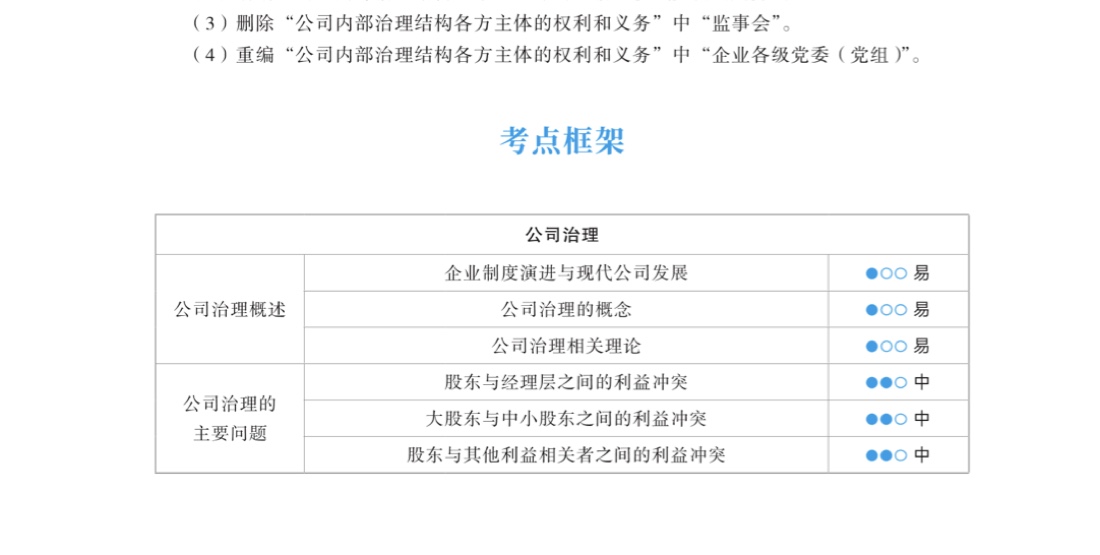 （3）删除“公司内部治理结构各方主体的权利和义务”中“监事会”。
（4）重编“公司内部治理结构各方主体的权利和义务”中“企业各级党委（党组）”。
考点框架
公司治理
公司治理概述
企业制度演进与现代公司发展 ●○○ 易
公司治理的概念 ●○○ 易
公司治理相关理论 ●○○ 易
公司治理的
主要问题
股东与经理层之间的利益冲突 ●●○ 中
大股东与中小股东之间的利益冲突 ●●○ 中
股东与其他利益相关者之间的利益冲突 ●●○ 中